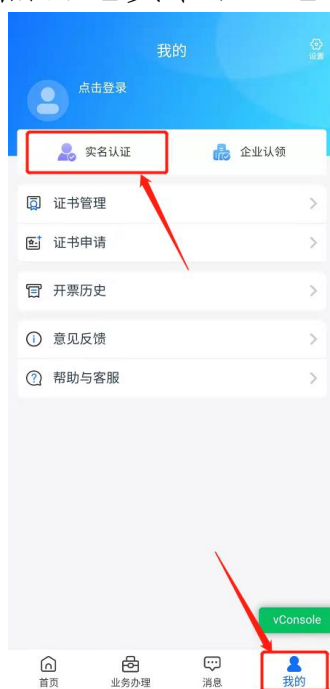 我的
设置
点击登录
实名认证
企业认领
证书管理
证书申请
开票历史
意见反馈
帮助与客服
vConsole
首页
业务办理
消息
我的